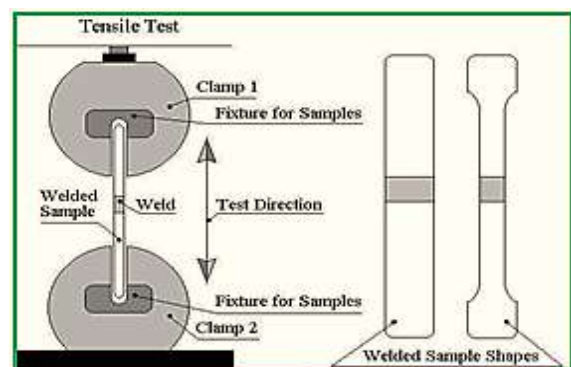 Tensile Test
Clamp 1
Fixture for Samples
Welded
Sample
Weld
Test Direction
Fixture for Samples
Clamp 2
Welded Sample Shapes